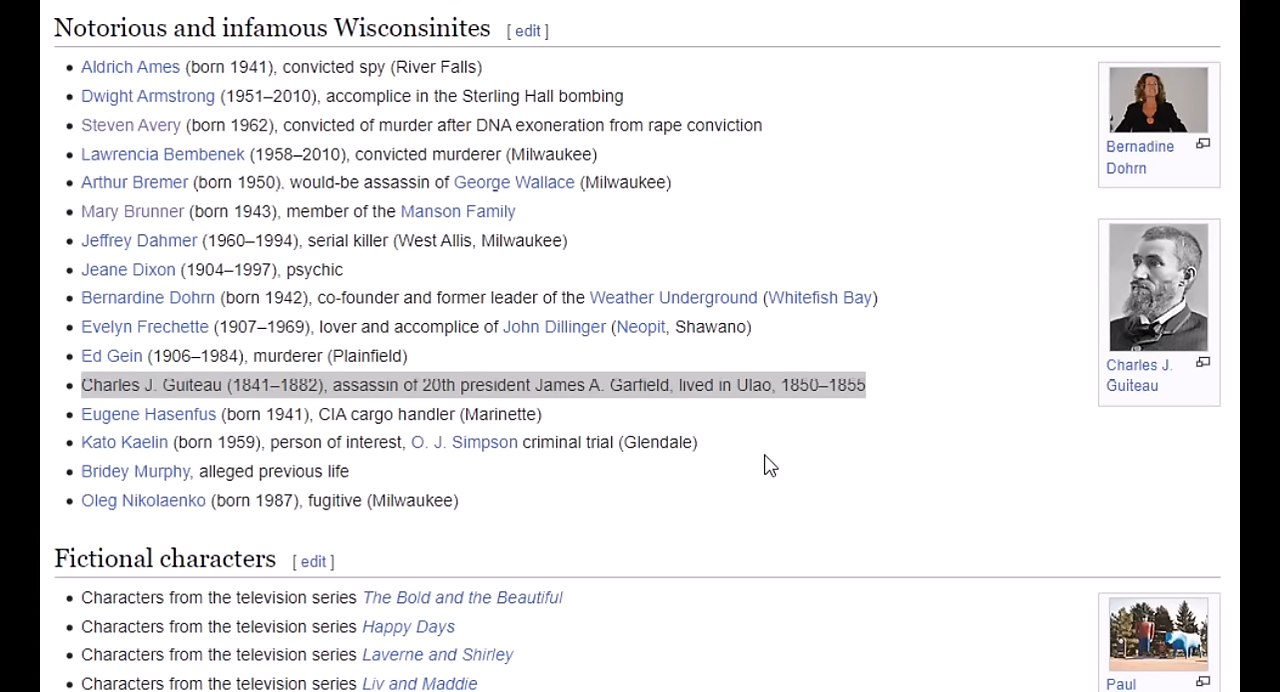 Notorious and infamous Wisconsinites [ edit ]
Aldrich Ames (born 1941), convicted spy (River Falls)
Dwight Armstrong (1951–2010), accomplice in the Sterling Hall bombing
Steven Avery (born 1962), convicted of murder after DNA exoneration from rape conviction
Lawrencia Bembenek (1958–2010), convicted murderer (Milwaukee)
Arthur Bremer (born 1950), would-be assassin of George Wallace (Milwaukee)
Mary Brunner (born 1943), member of the Manson Family
Jeffrey Dahmer (1960–1994), serial killer (West Allis, Milwaukee)
Jeane Dixon (1904–1997), psychic
Bernardine Dohrn (born 1942), co-founder and former leader of the Weather Underground (Whitefish Bay)
Evelyn Frechette (1907–1969), lover and accomplice of John Dillinger (Neopit, Shawano)
Ed Gein (1906–1984), murderer (Plainfield)
Charles J. Guiteau (1841–1882), assassin of 20th president James A. Garfield, lived in Ulao, 1850–1855
Eugene Hasenfus (born 1941), CIA cargo handler (Marinette)
Kato Kaelin (born 1959), person of interest, O. J. Simpson criminal trial (Glendale)
Bridey Murphy, alleged previous life
Oleg Nikolaenko (born 1987), fugitive (Milwaukee)
Bernadine
Dohrn
Charles J.
Guiteau
Fictional characters [ edit ]
Characters from the television series The Bold and the Beautiful
Characters from the television series Happy Days
Characters from the television series Laverne and Shirley
Characters from the television series Liv and Maddie
Paul